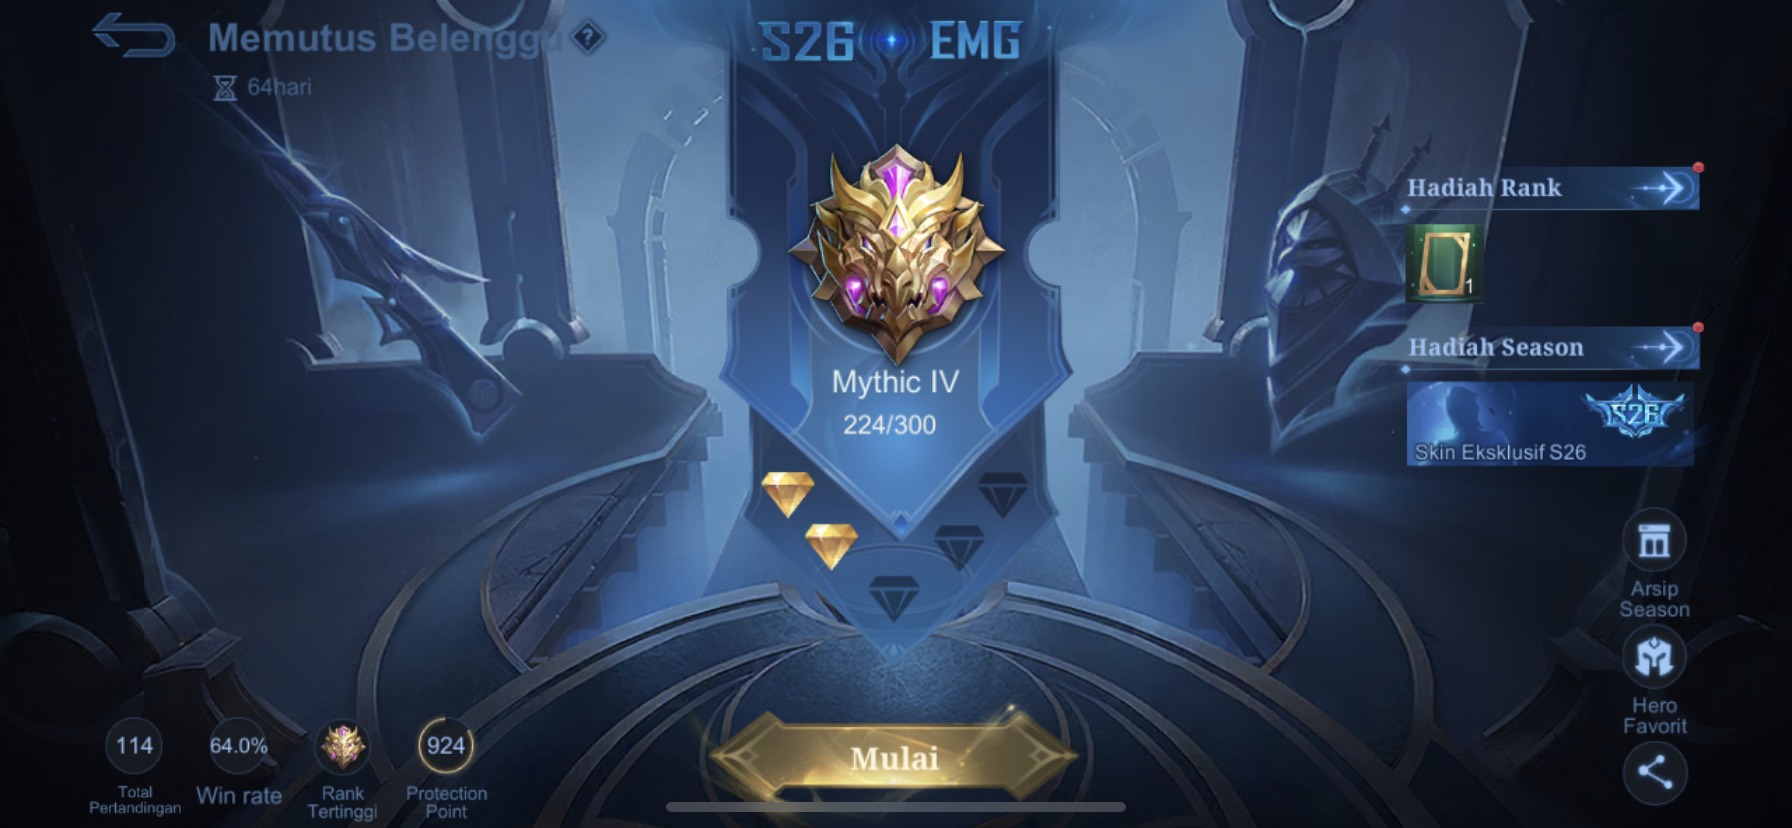 Memutus Belenggu
?
64hari
S26 EMG
Mythic IV
224/300
Hadiah Rank
1
Hadiah Season
S26
Skin Eksklusif S26
Arsip
Season
Hero
Favorit
114
Total
Pertandingan
64.0%
Win rate
Rank
Tertinggi
924
Protection
Point
Mulai